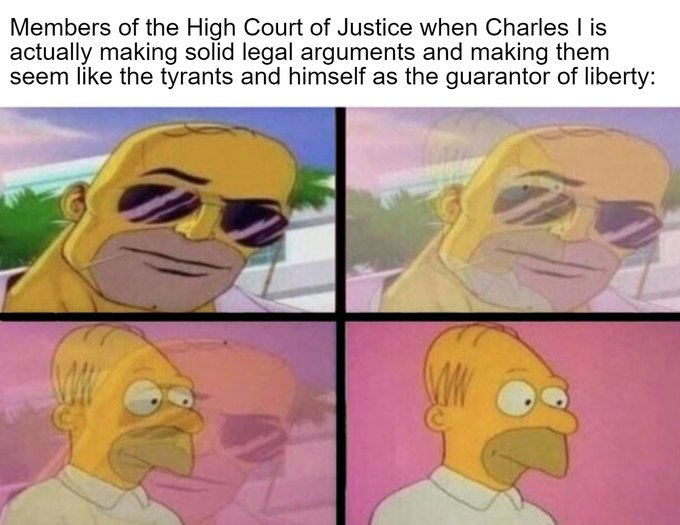 Members of the High Court of Justice when Charles I is
actually making solid legal arguments and making them
seem like the tyrants and himself as the guarantor of liberty: